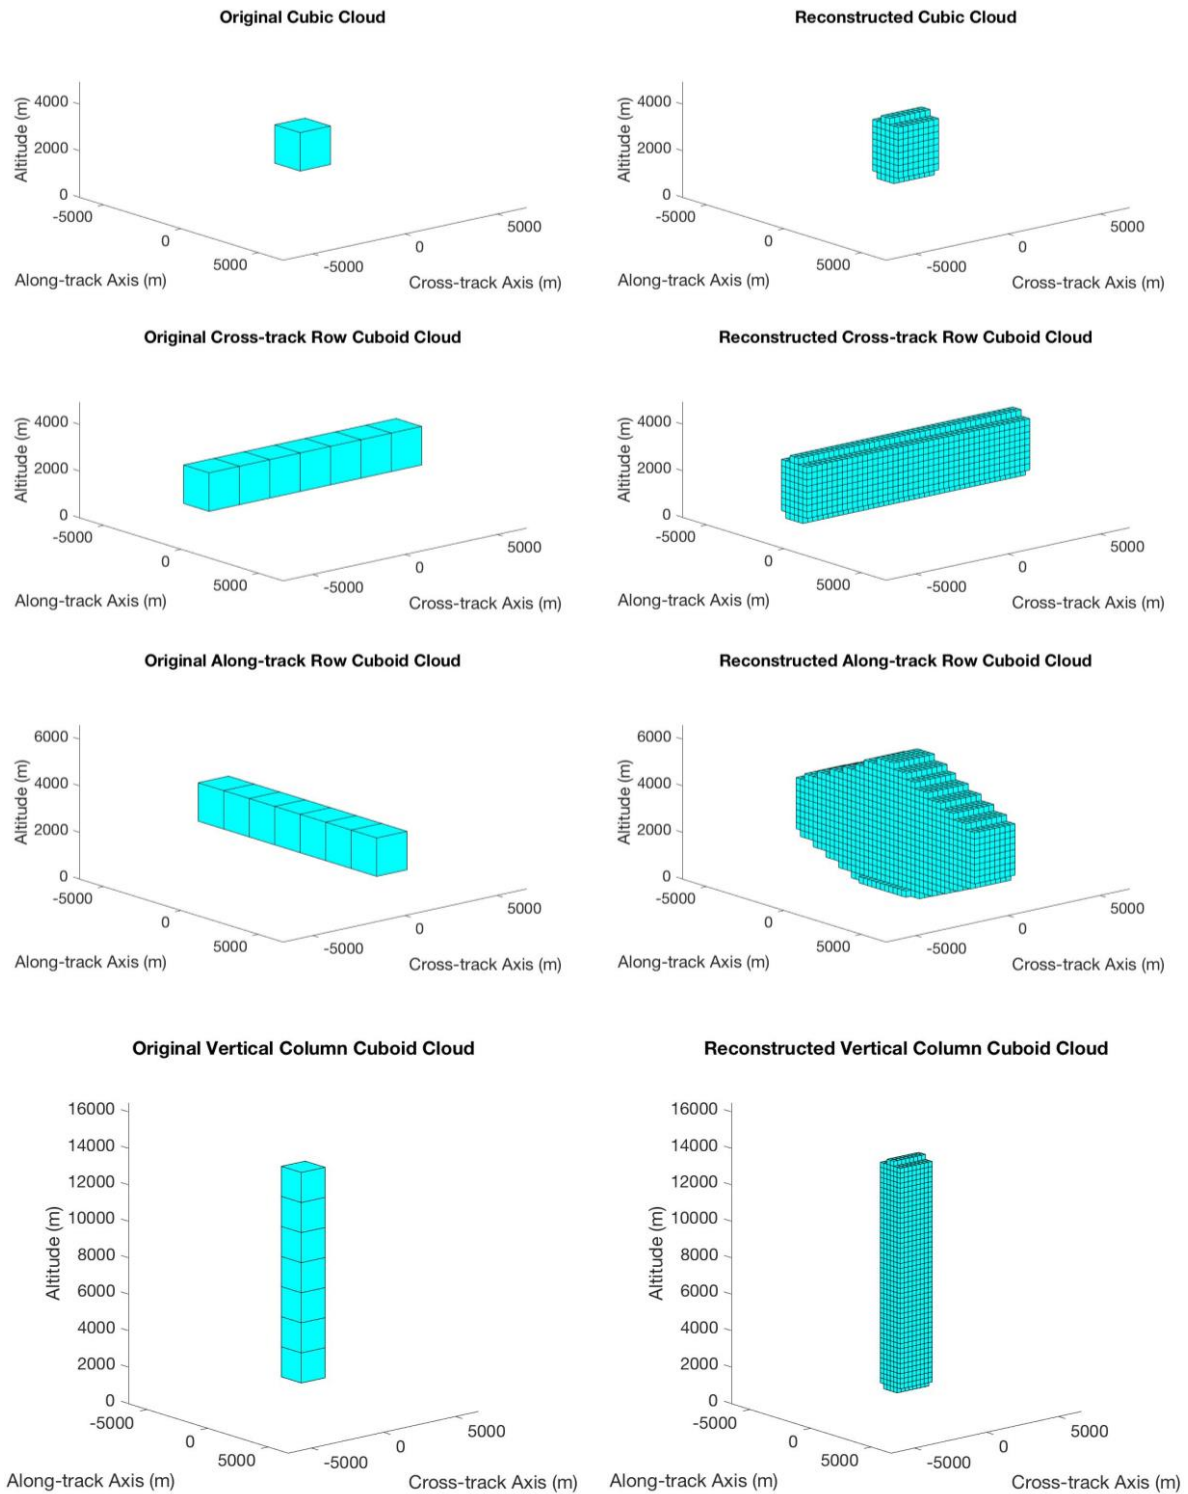 Original Cubic Cloud
Altitude (m)
4000
2000
0
-5000
0
5000
Along-track Axis (m)
-5000
0
5000
Cross-track Axis (m)
Reconstructed Cubic Cloud
Altitude (m)
4000
2000
0
-5000
0
5000
Along-track Axis (m)
-5000
0
5000
Cross-track Axis (m)
Original Cross-track Row Cuboid Cloud
Altitude (m)
4000
2000
0
-5000
0
5000
Along-track Axis (m)
-5000
0
5000
Cross-track Axis (m)
Reconstructed Cross-track Row Cuboid Cloud
Altitude (m)
4000
2000
0
-5000
0
5000
Along-track Axis (m)
-5000
0
5000
Cross-track Axis (m)
Original Along-track Row Cuboid Cloud
Altitude (m)
6000
4000
2000
0
-5000
0
5000
Along-track Axis (m)
-5000
0
5000
Cross-track Axis (m)
Reconstructed Along-track Row Cuboid Cloud
Altitude (m)
6000
4000
2000
0
-5000
0
5000
Along-track Axis (m)
-5000
0
5000
Cross-track Axis (m)
Original Vertical Column Cuboid Cloud
Altitude (m)
16000
14000
12000
10000
8000
6000
4000
2000
0
-5000
0
5000
Along-track Axis (m)
-5000
0
5000
Cross-track Axis (m)
Reconstructed Vertical Column Cuboid Cloud
Altitude (m)
16000
14000
12000
10000
8000
6000
4000
2000
0
-5000
0
5000
Along-track Axis (m)
-5000
0
5000
Cross-track Axis (m)